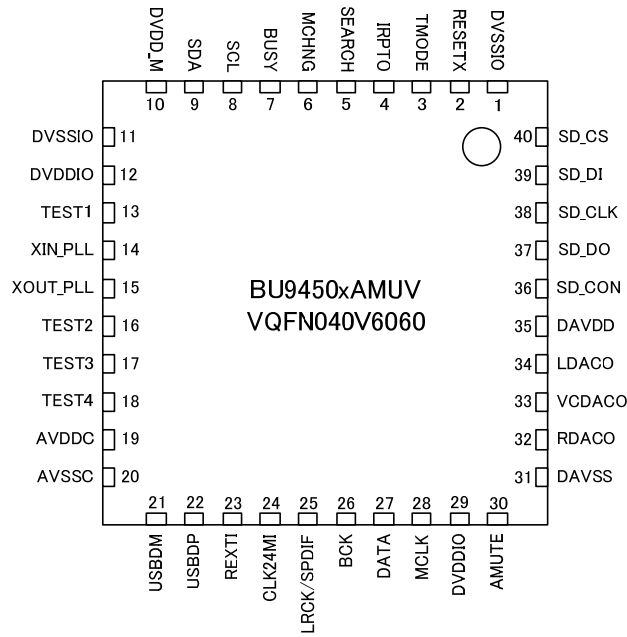 DVDD_M SDA SCL BUSY MCHNG SEARCH IRPTO TMODE RESETX DVSSIO
10 9 8 7 6 5 4 3 2 1
DVSSIO 11
DVDDIO 12
TEST1 13
XIN_PLL 14
XOUT_PLL 15
TEST2 16
TEST3 17
TEST4 18
AVDDC 19
AVSSC 20
BU9450xAMUV
VQFN040V6060
40 SD_CS
39 SD_DI
38 SD_CLK
37 SD_DO
36 SD_CON
35 DAVDD
34 LDACO
33 VCDACO
32 RDACO
31 DAVSS
21 22 23 24 25 26 27 28 29 30
USBDM USBDP REXTI CLK24MI LRCK/SPDIF BCK DATA MCLK DVDDIO AMUTE